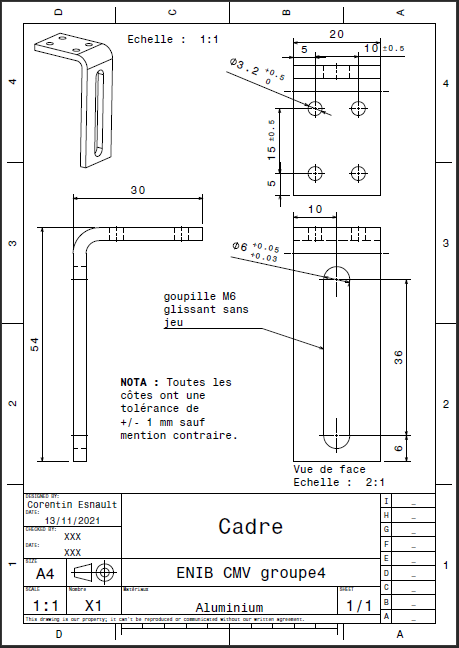 D C B A
Echelle : 1:1
20
5 10 ±0.5
Ø3.2 +0.5
0
4 4
15 ±0.5
5
30
10
3 3
Ø6 +0.05
+0.03
goupille M6
glissant sans
jeu
54
36
6
NOTA : Toutes les
côtes ont une
tolérance de
+/- 1 mm sauf
mention contraire.
2 2
Vue de face
Echelle : 2:1
DESIGNED BY:
Corentin Esnault
DATE:
13/11/2021
CHECKED BY:
XXX
DATE:
XXX
Cadre
I _
H _
G _
F _
E _
D _
C _
B _
A _
1 1
SIZE
A4
ENIB CMV groupe4
SCALE
1:1
Nombre
X1
Matériaux
Aluminium
SHEET
1/1
This drawing is our property; it can't be reproduced or communicated without our written agreement.
D A